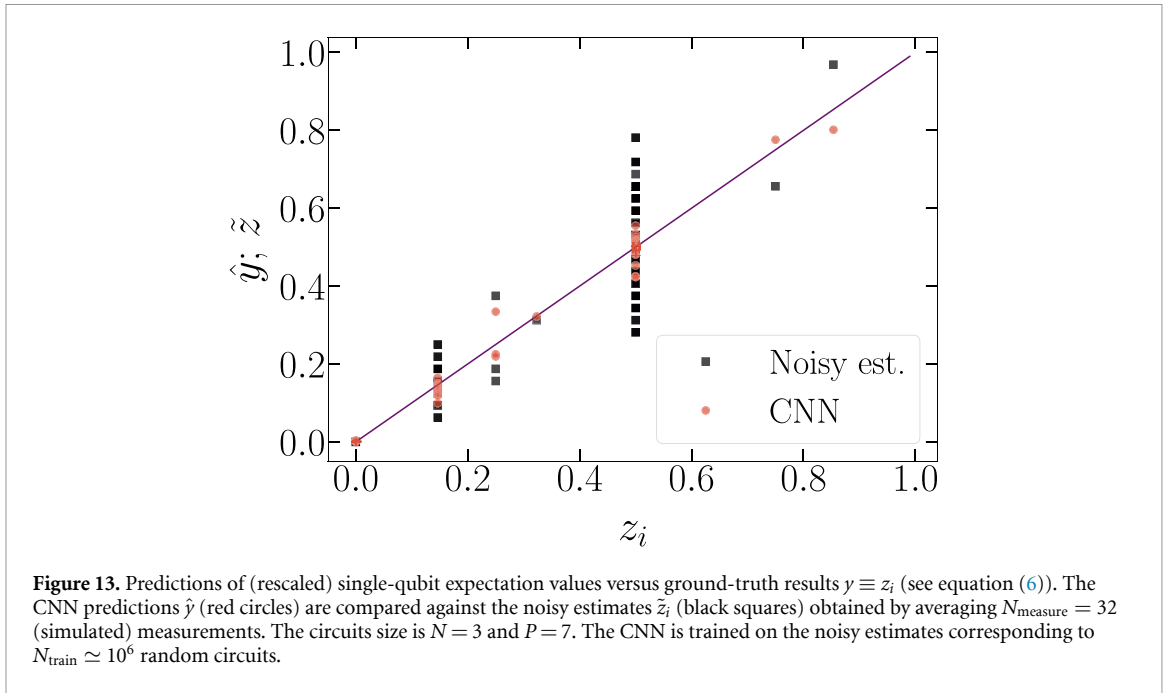 1.0
0.8
0.6
0.4
0.2
0.0
ŷ; z̃
0.0 0.2 0.4 0.6 0.8 1.0
z_i
Noisy est.
CNN
Figure 13. Predictions of (rescaled) single-qubit expectation values versus ground-truth results y ≡ z_i (see equation (6)). The
CNN predictions ŷ (red circles) are compared against the noisy estimates z̃_i (black squares) obtained by averaging N_measure = 32
(simulated) measurements. The circuits size is N = 3 and P = 7. The CNN is trained on the noisy estimates corresponding to
N_train ≃ 10^6 random circuits.